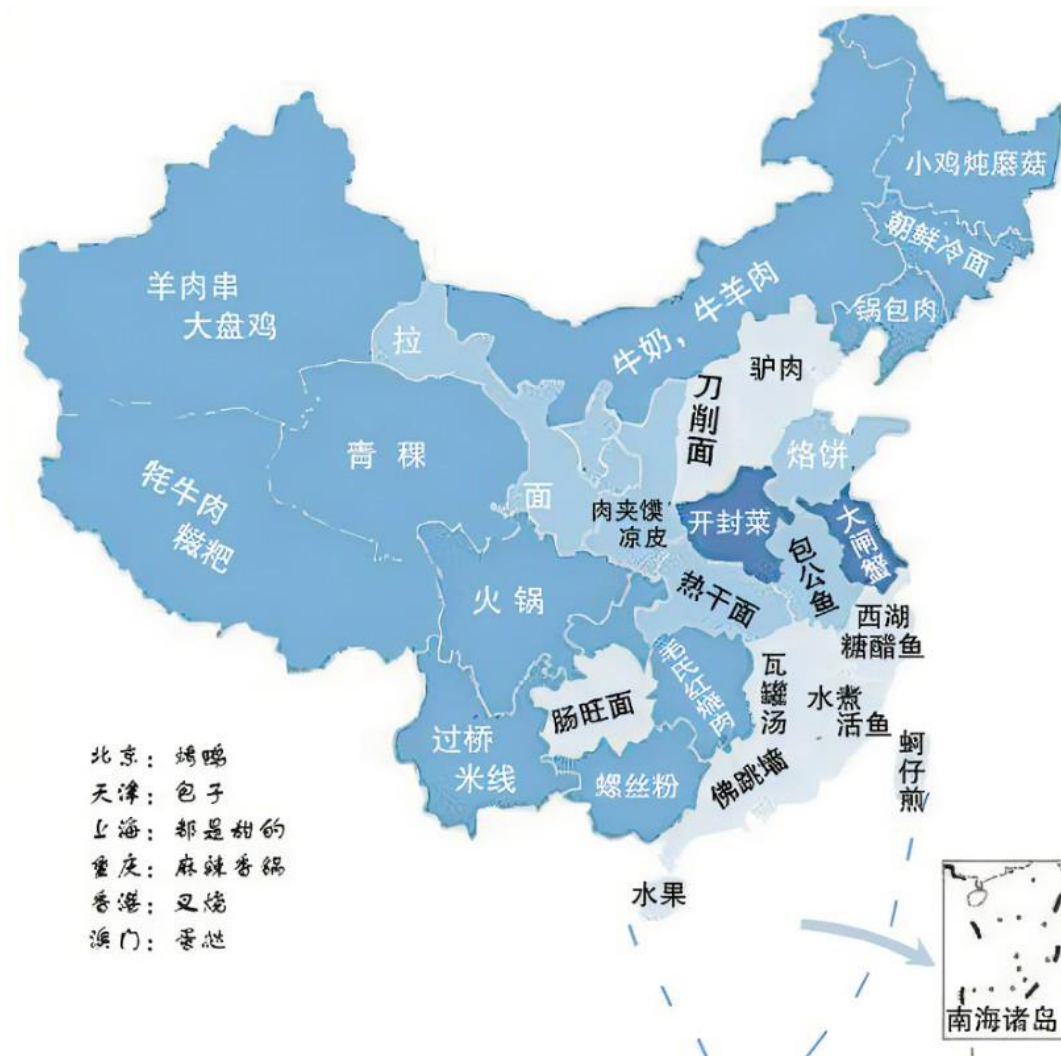 小鸡炖蘑菇
朝鲜冷面
锅包肉
羊肉串
大盘鸡
拉
牛奶，牛羊肉
驴肉
刀削面
烙饼
青稞
面
牦牛肉
糍粑
肉夹馍
凉皮
开封菜
大闸蟹
包公鱼
火锅
热干面
西湖
糖醋鱼
毛氏红烧肉
瓦罐汤
水煮
活鱼
肠旺面
过桥
米线
螺丝粉
佛跳墙
蚵仔煎
水果
北京：烤鸭
天津：包子
上海：都是甜的
重庆：麻辣香锅
香港：叉烧
澳门：蛋挞
南海诸岛